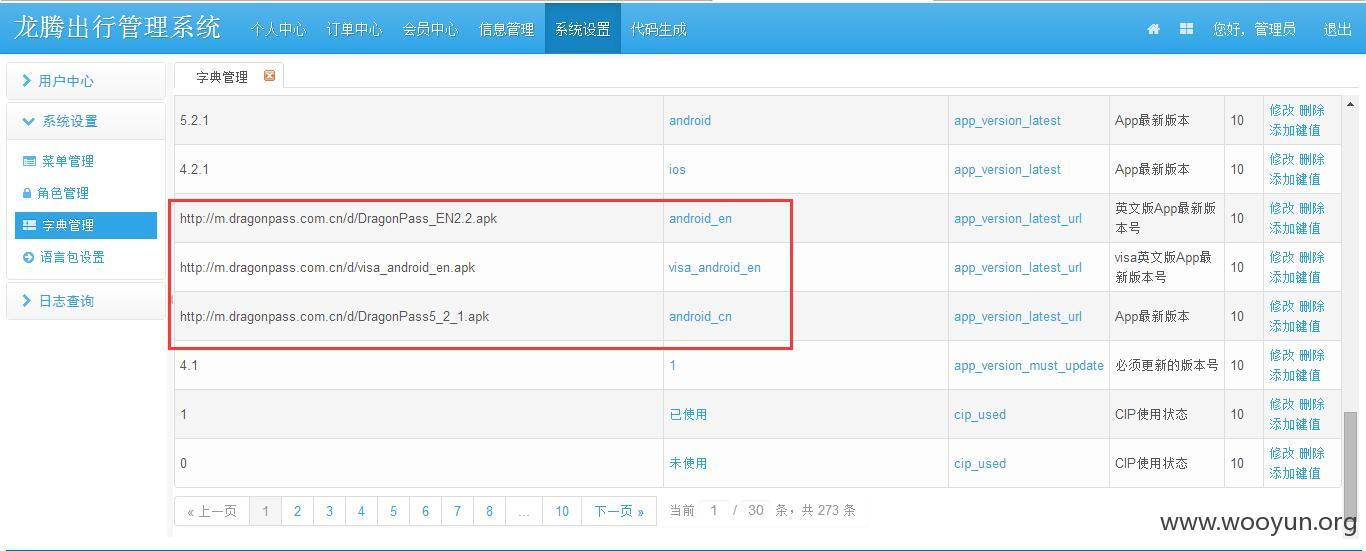 龙腾出行管理系统 个人中心 订单中心 会员中心 信息管理 系统设置 代码生成 您好，管理员 退出
用户中心
系统设置
菜单管理
角色管理
字典管理
语言包设置
日志查询
字典管理
5.2.1 android app_version_latest App最新版本 10 修改 删除
添加键值
4.2.1 ios app_version_latest App最新版本 10 修改 删除
添加键值
http://m.dragonpass.com.cn/d/DragonPass_EN2.2.apk android_en app_version_latest_url 英文版App最新版 10 修改 删除
本号 添加键值
http://m.dragonpass.com.cn/d/visa_android_en.apk visa_android_en app_version_latest_url visa英文版App最 10 修改 删除
新版本号 添加键值
http://m.dragonpass.com.cn/d/DragonPass5_2_1.apk android_cn app_version_latest_url App最新版本 10 修改 删除
添加键值
4.1 1 app_version_must_update 必须更新的版本号 10 修改 删除
添加键值
1 已使用 cip_used CIP使用状态 10 修改 删除
添加键值
0 未使用 cip_used CIP使用状态 10 修改 删除
添加键值
« 上一页 1 2 3 4 5 6 7 8 ... 10 下一页 » 当前 1 / 30 条，共 273 条
www.wooyun.org